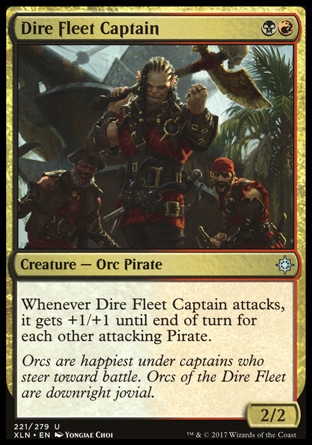 Dire Fleet Captain
Creature — Orc Pirate
Whenever Dire Fleet Captain attacks,
it gets +1/+1 until end of turn for
each other attacking Pirate.
Orcs are happiest under captains who
steer toward battle. Orcs of the Dire Fleet
are downright jovial.
2/2
221/279 U
XLN • EN Yongjae Choi
™ & © 2017 Wizards of the Coast